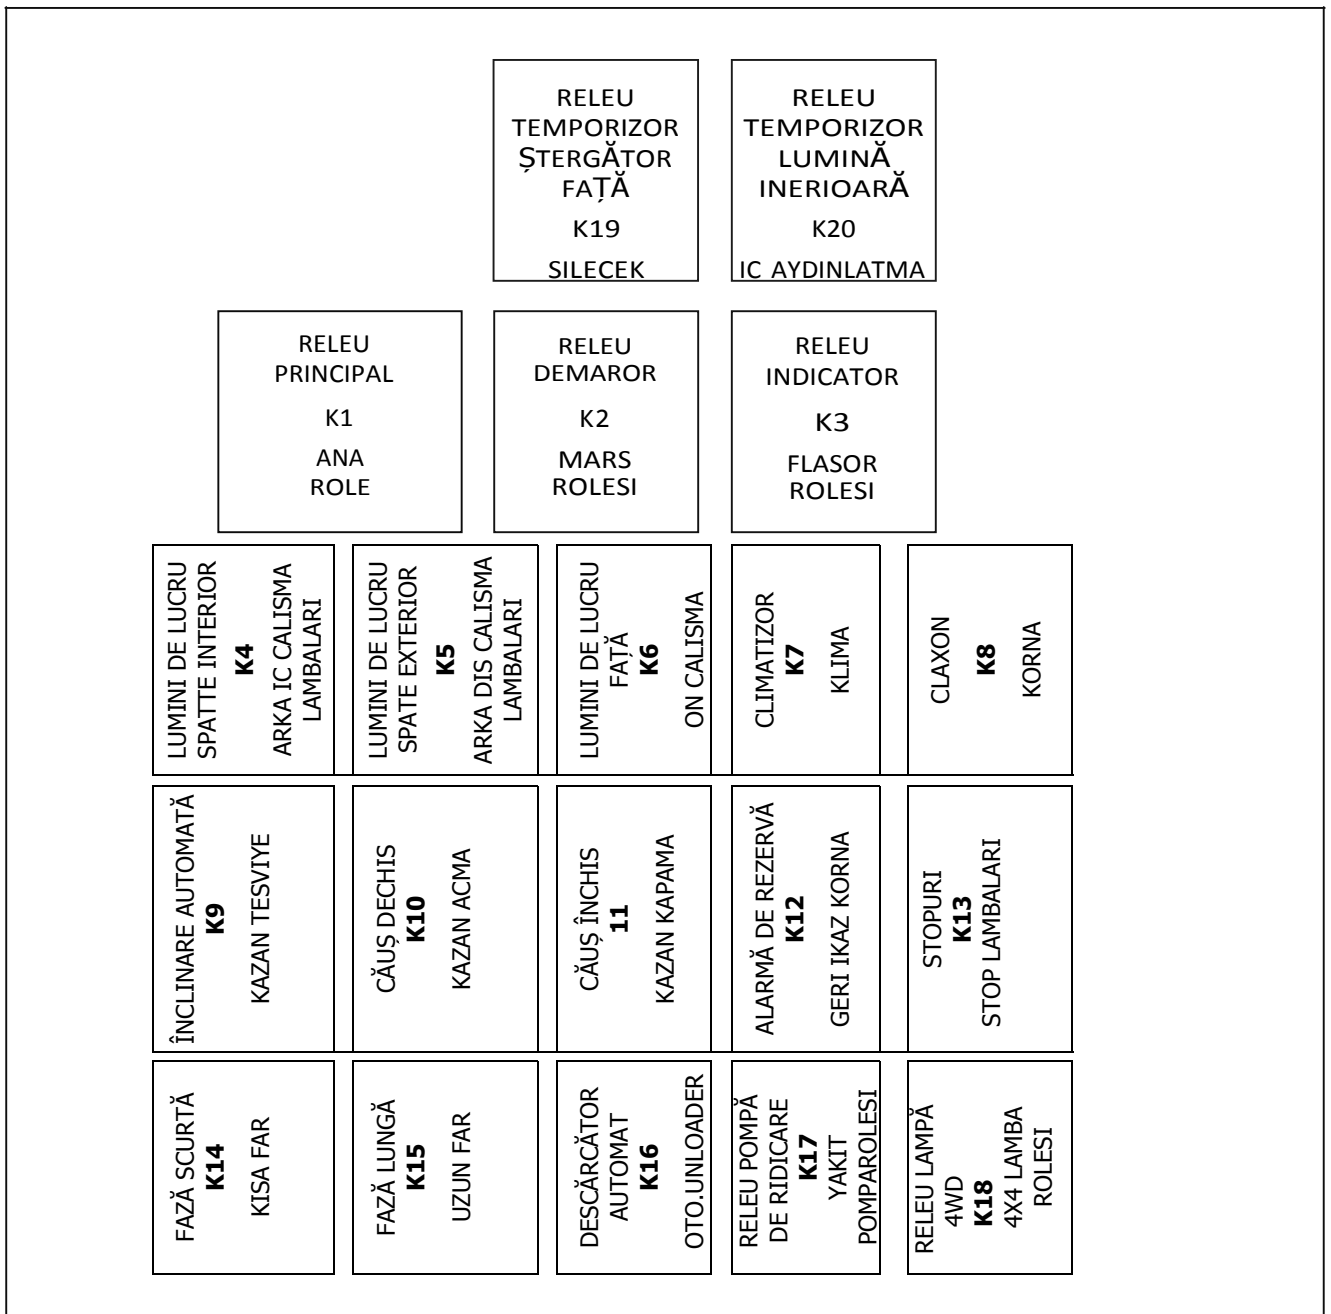 RELEU
TEMPORIZOR
ȘTERGĂTOR
FAȚĂ
K19
SILECEK
RELEU
TEMPORIZOR
LUMINĂ
INERIOARĂ
K20
IC AYDINLATMA
RELEU
PRINCIPAL
K1
ANA
ROLE
RELEU
DEMAROR
K2
MARS
ROLESI
RELEU
INDICATOR
K3
FLASOR
ROLESI
LUMINI DE LUCRU
SPATTE INTERIOR
K4
ARKA IC CALISMA
LAMBALARI
LUMINI DE LUCRU
SPATE EXTERIOR
K5
ARKA DIS CALISMA
LAMBALARI
LUMINI DE LUCRU
FAȚĂ
K6
ON CALISMA
CLIMATIZOR
K7
KLIMA
CLAXON
K8
KORNA
ÎNCLINARE AUTOMATĂ
K9
KAZAN TESVIYE
CĂUȘ DECHIS
K10
KAZAN ACMA
CĂUȘ ÎNCHIS
11
KAZAN KAPAMA
ALARMĂ DE REZERVĂ
K12
GERI IKAZ KORNA
STOPURI
K13
STOP LAMBALARI
FAZĂ SCURTĂ
K14
KISA FAR
FAZĂ LUNGĂ
K15
UZUN FAR
DESCĂRCĂTOR
AUTOMAT
K16
OTO.UNLOADER
RELEU POMPĂ
DE RIDICARE
K17
YAKIT
POMPAROLESI
RELEU LAMPĂ
4WD
K18
4X4 LAMBA
ROLESI